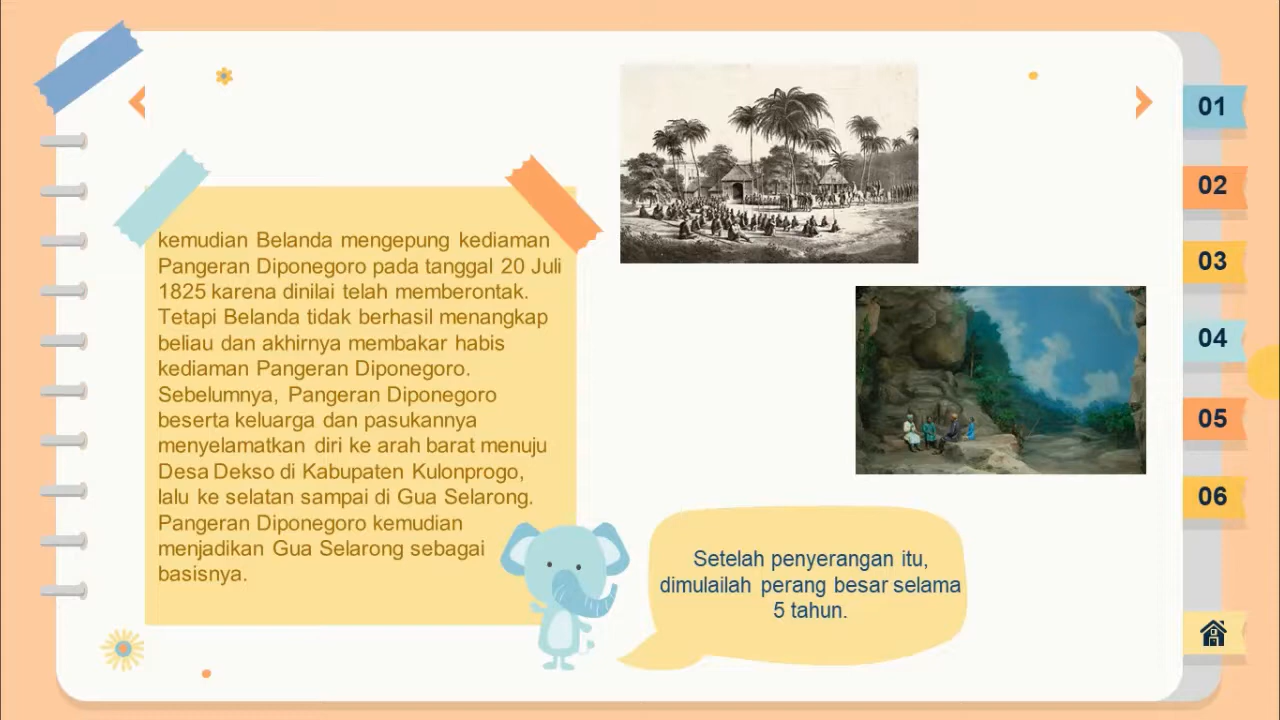 kemudian Belanda mengepung kediaman
Pangeran Diponegoro pada tanggal 20 Juli
1825 karena dinilai telah memberontak.
Tetapi Belanda tidak berhasil menangkap
beliau dan akhirnya membakar habis
kediaman Pangeran Diponegoro.
Sebelumnya, Pangeran Diponegoro
beserta keluarga dan pasukannya
menyelamatkan diri ke arah barat menuju
Desa Dekso di Kabupaten Kulonprogo,
lalu ke selatan sampai di Gua Selarong.
Pangeran Diponegoro kemudian
menjadikan Gua Selarong sebagai
basisnya.
Setelah penyerangan itu,
dimulailah perang besar selama
5 tahun.
01
02
03
04
05
06